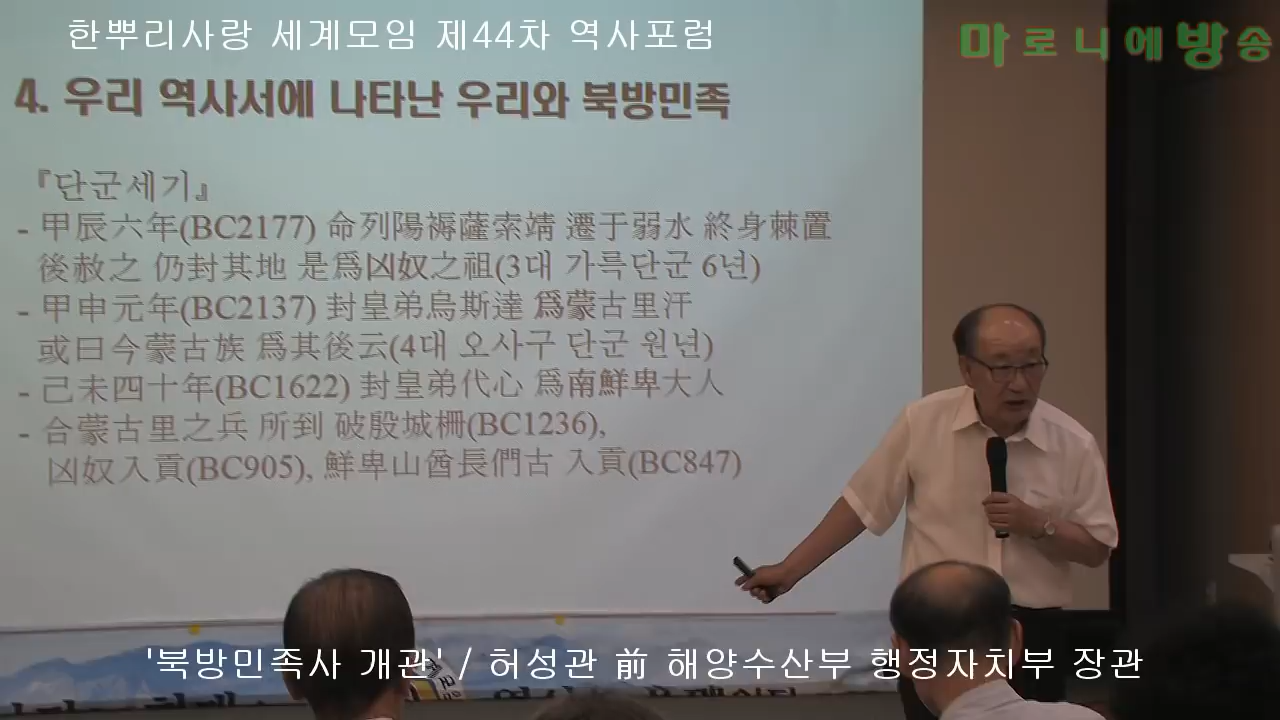 한뿌리사랑 세계모임 제44차 역사포럼
마로니에방송
4. 우리 역사서에 나타난 우리와 북방민족
『단군세기』
- 甲辰六年(BC2177) 命列陽褥薩索靖 遷于弱水 終身棘置
後赦之 仍封其地 是爲凶奴之祖(3대 가륵단군 6년)
- 甲申元年(BC2137) 封皇弟烏斯達 爲蒙古里汗
或曰今蒙古族 爲其後云(4대 오사구 단군 원년)
- 己未四十年(BC1622) 封皇弟代心 爲南鮮卑大人
- 合蒙古里之兵 所到 破殷城柵(BC1236),
凶奴入貢(BC905), 鮮卑山酋長們古 入貢(BC847)
'북방민족사 개관' / 허성관 前 해양수산부 행정자치부 장관